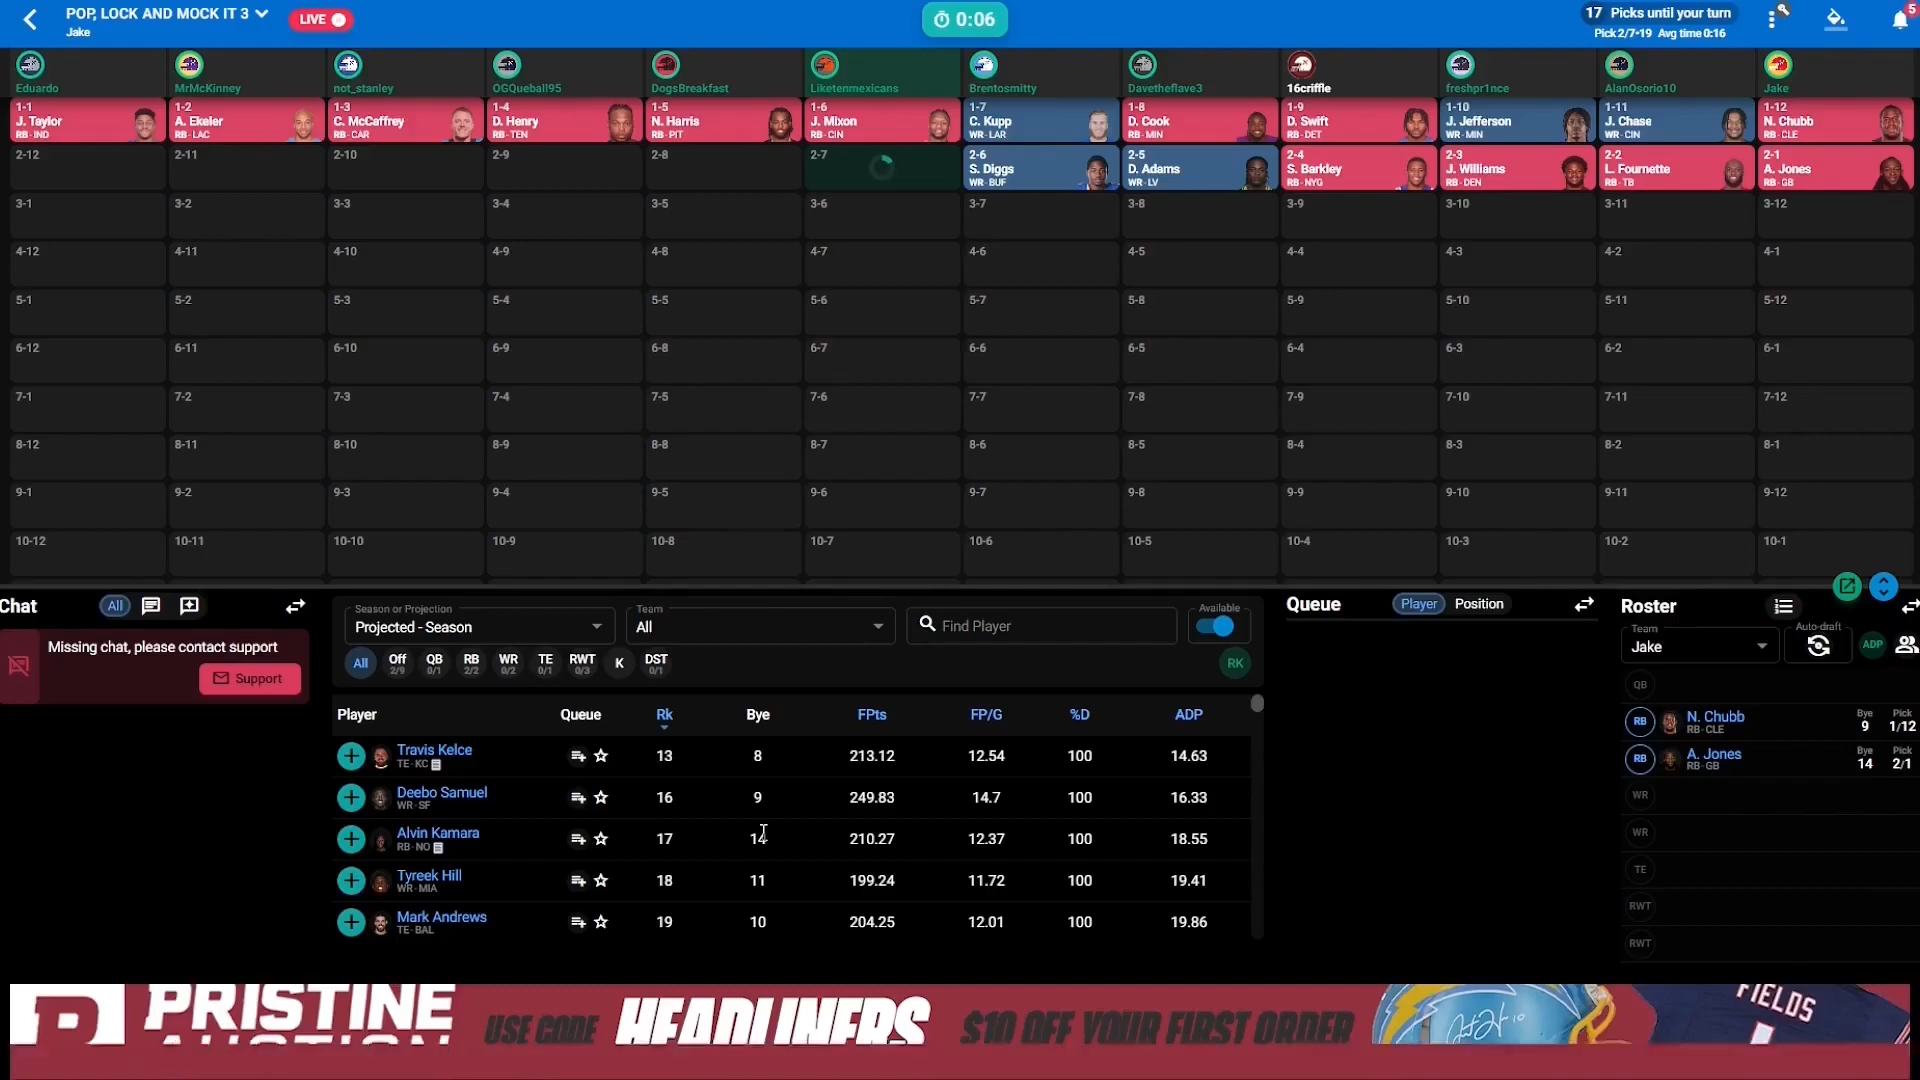 POP, LOCK AND MOCK IT 3
Jake
LIVE
0:06
17 Picks until your turn
Pick 2/7-19 Avg time 0:16
5
Eduardo
MrMcKinney
not_stanley
OGQueball95
DogsBreakfast
Liketenmexicans
Brentosmitty
Davetheflave3
16criffle
freshpr1nce
AlanOsorio10
Jake
1-1
J. Taylor
RB - IND
1-2
A. Ekeler
RB - LAC
1-3
C. McCaffrey
RB - CAR
1-4
D. Henry
RB - TEN
1-5
N. Harris
RB - PIT
1-6
J. Mixon
RB - CIN
1-7
C. Kupp
WR - LAR
1-8
D. Cook
RB - MIN
1-9
D. Swift
RB - DET
1-10
J. Jefferson
WR - MIN
1-11
J. Chase
WR - CIN
1-12
N. Chubb
RB - CLE
2-12
2-11
2-10
2-9
2-8
2-7
2-6
S. Diggs
WR - BUF
2-5
D. Adams
WR - LV
2-4
S. Barkley
RB - NYG
2-3
J. Williams
RB - DEN
2-2
L. Fournette
RB - TB
2-1
A. Jones
RB - GB
3-1 3-2 3-3 3-4 3-5 3-6 3-7 3-8 3-9 3-10 3-11 3-12
4-12 4-11 4-10 4-9 4-8 4-7 4-6 4-5 4-4 4-3 4-2 4-1
5-1 5-2 5-3 5-4 5-5 5-6 5-7 5-8 5-9 5-10 5-11 5-12
6-12 6-11 6-10 6-9 6-8 6-7 6-6 6-5 6-4 6-3 6-2 6-1
7-1 7-2 7-3 7-4 7-5 7-6 7-7 7-8 7-9 7-10 7-11 7-12
8-12 8-11 8-10 8-9 8-8 8-7 8-6 8-5 8-4 8-3 8-2 8-1
9-1 9-2 9-3 9-4 9-5 9-6 9-7 9-8 9-9 9-10 9-11 9-12
10-12 10-11 10-10 10-9 10-8 10-7 10-6 10-5 10-4 10-3 10-2 10-1
Chat
All
Missing chat, please contact support
Support
Season or Projection
Projected - Season
Team
All
Find Player
Available
All
Off
2/9
QB
0/1
RB
2/2
WR
0/2
TE
0/1
RWT
0/3
K
DST
0/1
RK
Player Queue Rk Bye FPts FP/G %D ADP
Travis Kelce
TE - KC
13 8 213.12 12.54 100 14.63
Deebo Samuel
WR - SF
16 9 249.83 14.7 100 16.33
Alvin Kamara
RB - NO
17 14 210.27 12.37 100 18.55
Tyreek Hill
WR - MIA
18 11 199.24 11.72 100 19.41
Mark Andrews
TE - BAL
19 10 204.25 12.01 100 19.86
Queue
Player
Position
Roster
Team
Jake
Auto-draft
ADP
QB
RB
N. Chubb
RB - CLE
Bye
9
Pick
1/12
RB
A. Jones
RB - GB
Bye
14
Pick
2/1
WR
WR
TE
RWT
RWT
PRISTINE
AUCTION
USE CODE HEADLINERS $10 OFF YOUR FIRST ORDER
FIELDS